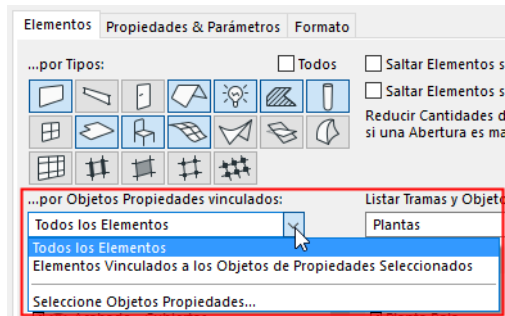 Elementos Propiedades & Parámetros Formato
...por Tipos: Todos Saltar Elementos s
Saltar Elementos s
Reducir Cantidades d
si una Abertura es ma
...por Objetos Propiedades vinculados: Listar Tramas y Objeto
Todos los Elementos Plantas
Todos los Elementos
Elementos Vinculados a los Objetos de Propiedades Seleccionados
Seleccione Objetos Propiedades...